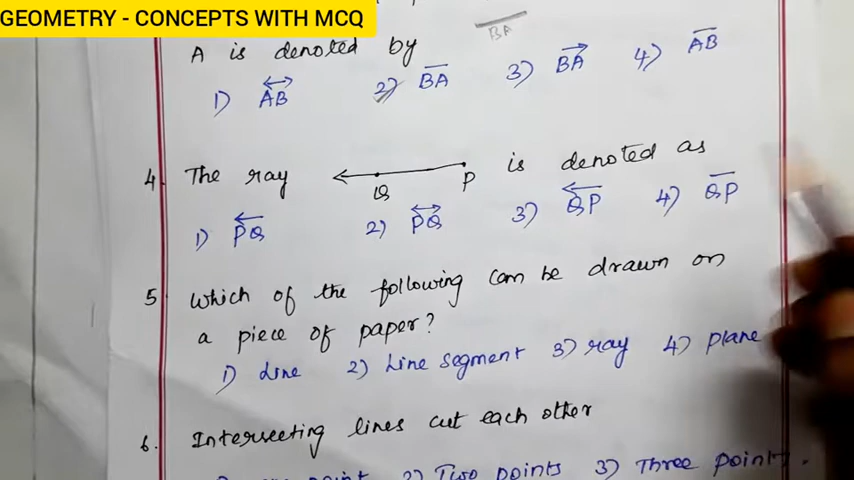 GEOMETRY - CONCEPTS WITH MCQ
BA
A is denoted by
1) AB 2) BA 3) BA 4) AB
4. The ray Q P is denoted as
1) PQ 2) PQ 3) QP 4) QP
5. Which of the following can be drawn on
a piece of paper?
1) Line 2) Line segment 3) ray 4) plane
6. Intersecting lines cut each other
point 2) Two points 3) Three points.